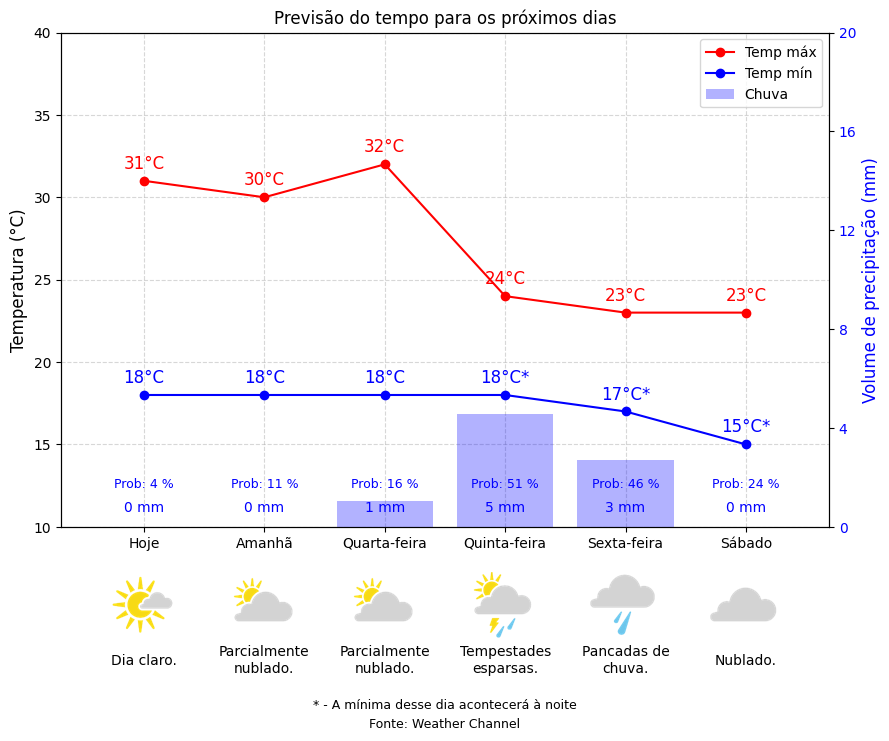 Previsão do tempo para os próximos dias
Temperatura (°C)
40
35
30
25
20
15
10
Volume de precipitação (mm)
20
16
12
8
4
0
Temp máx
Temp mín
Chuva
31°C
30°C
32°C
24°C
23°C
23°C
18°C
18°C
18°C
18°C*
17°C*
15°C*
Prob: 4 %
Prob: 11 %
Prob: 16 %
Prob: 51 %
Prob: 46 %
Prob: 24 %
0 mm
0 mm
1 mm
5 mm
3 mm
0 mm
Hoje
Amanhã
Quarta-feira
Quinta-feira
Sexta-feira
Sábado
Dia claro.
Parcialmente
nublado.
Parcialmente
nublado.
Tempestades
esparsas.
Pancadas de
chuva.
Nublado.
* - A mínima desse dia acontecerá à noite
Fonte: Weather Channel